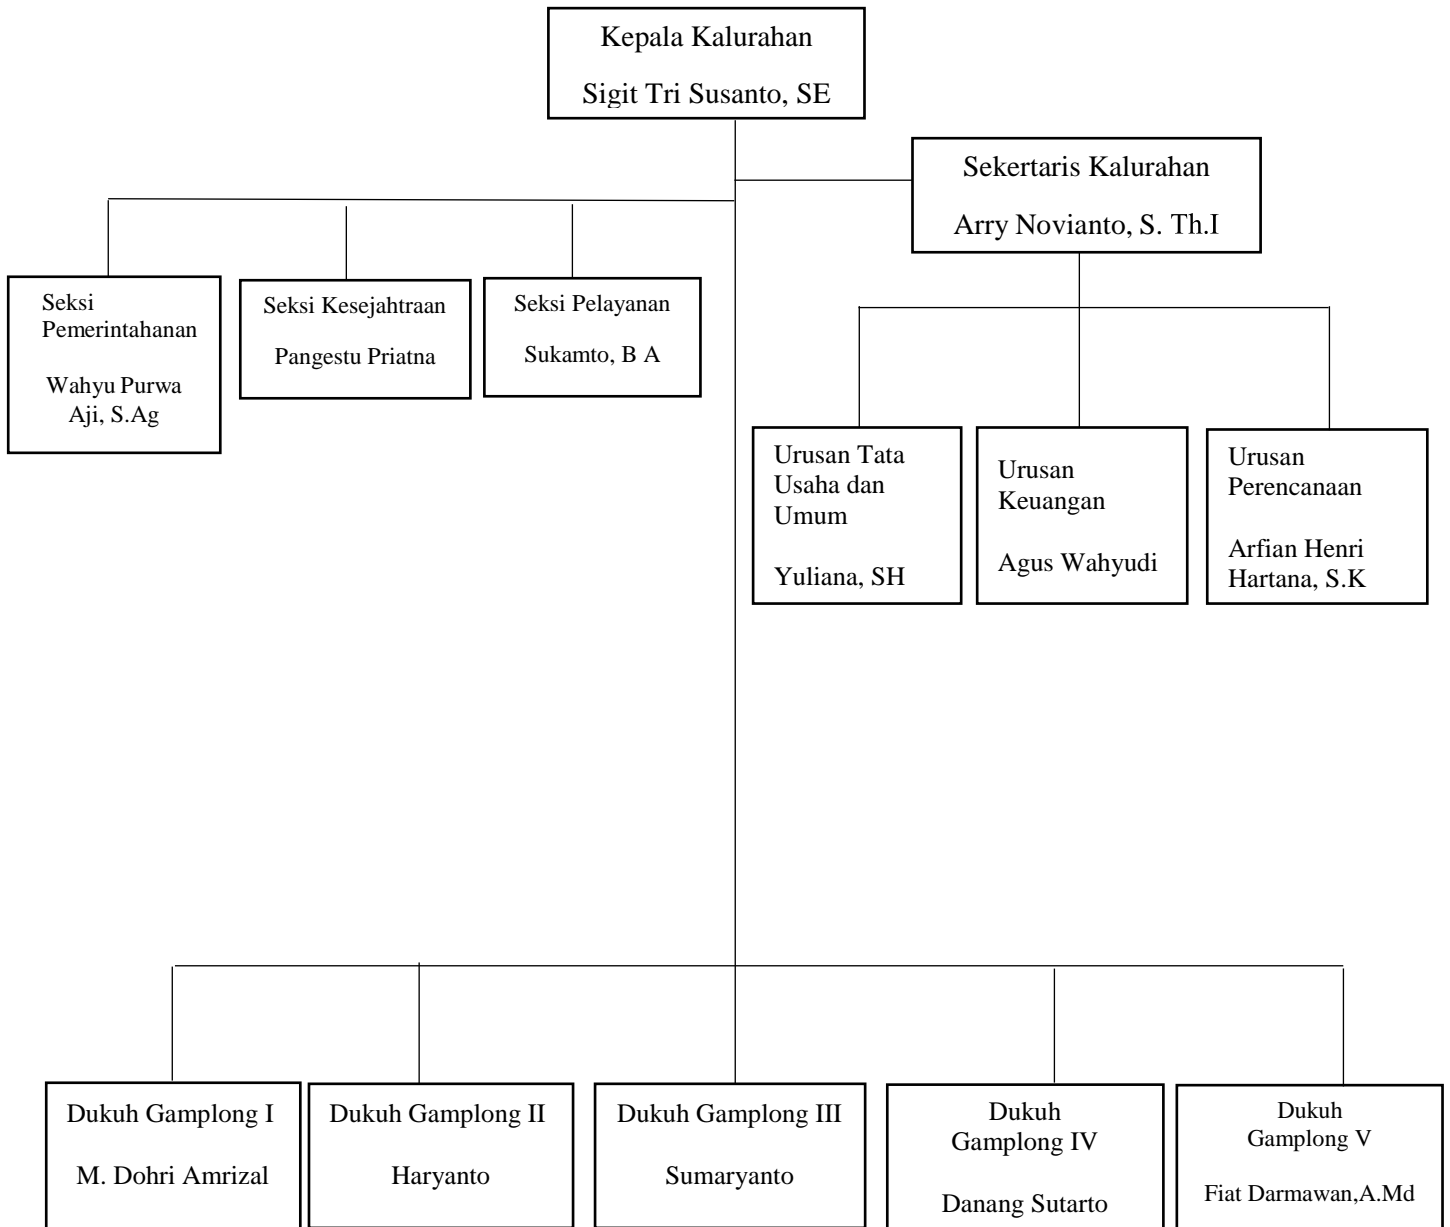 Kepala Kalurahan
Sigit Tri Susanto, SE
Sekertaris Kalurahan
Arry Novianto, S. Th.I
Seksi
Pemerintahanan
Wahyu Purwa
Aji, S.Ag
Seksi Kesejahtraan
Pangestu Priatna
Seksi Pelayanan
Sukamto, B A
Urusan Tata
Usaha dan
Umum
Yuliana, SH
Urusan
Keuangan
Agus Wahyudi
Urusan
Perencanaan
Arfian Henri
Hartana, S.K
Dukuh Gamplong I
M. Dohri Amrizal
Dukuh Gamplong II
Haryanto
Dukuh Gamplong III
Sumaryanto
Dukuh
Gamplong IV
Danang Sutarto
Dukuh
Gamplong V
Fiat Darmawan,A.Md